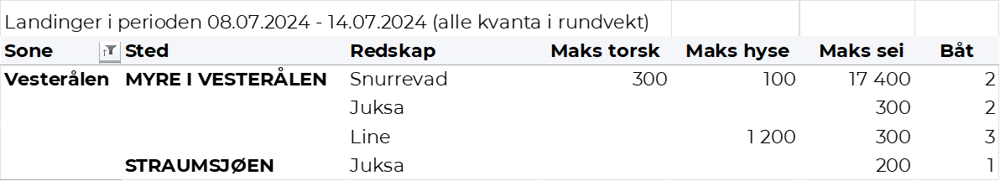 Landinger i perioden 08.07.2024 - 14.07.2024 (alle kvanta i rundvekt)
Sone Sted Redskap Maks torsk Maks hyse Maks sei Båt
Vesterålen MYRE I VESTERÅLEN Snurrevad 300 100 17 400 2
Juksa 300 2
Line 1 200 300 3
STRAUMSJØEN Juksa 200 1